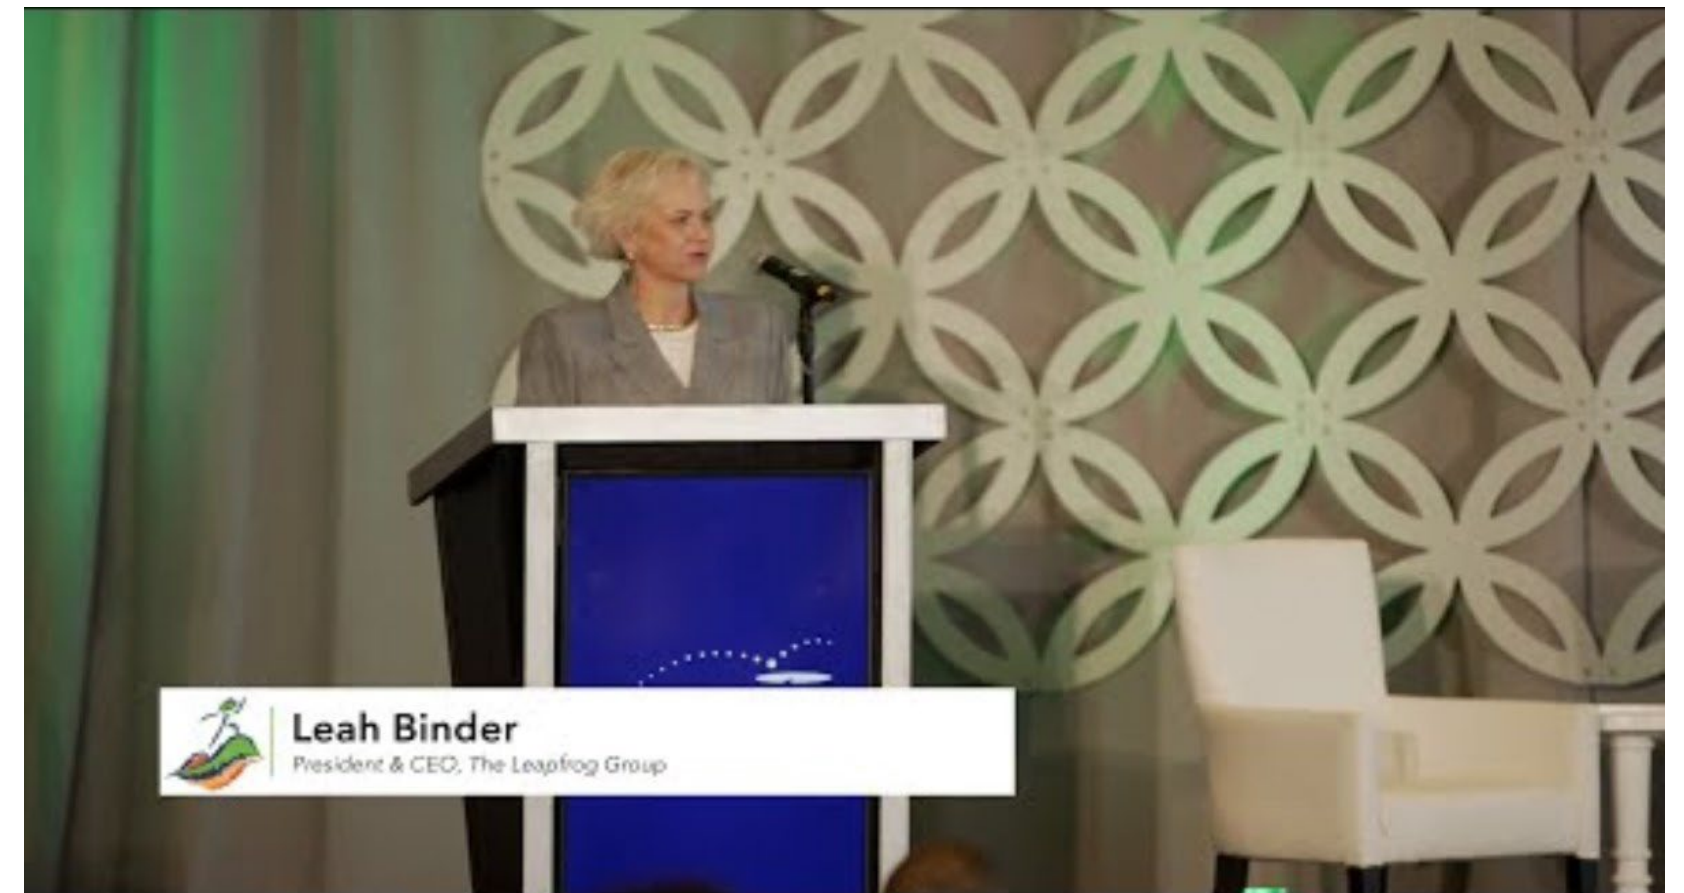 Leah Binder
President & CEO, The Leapfrog Group